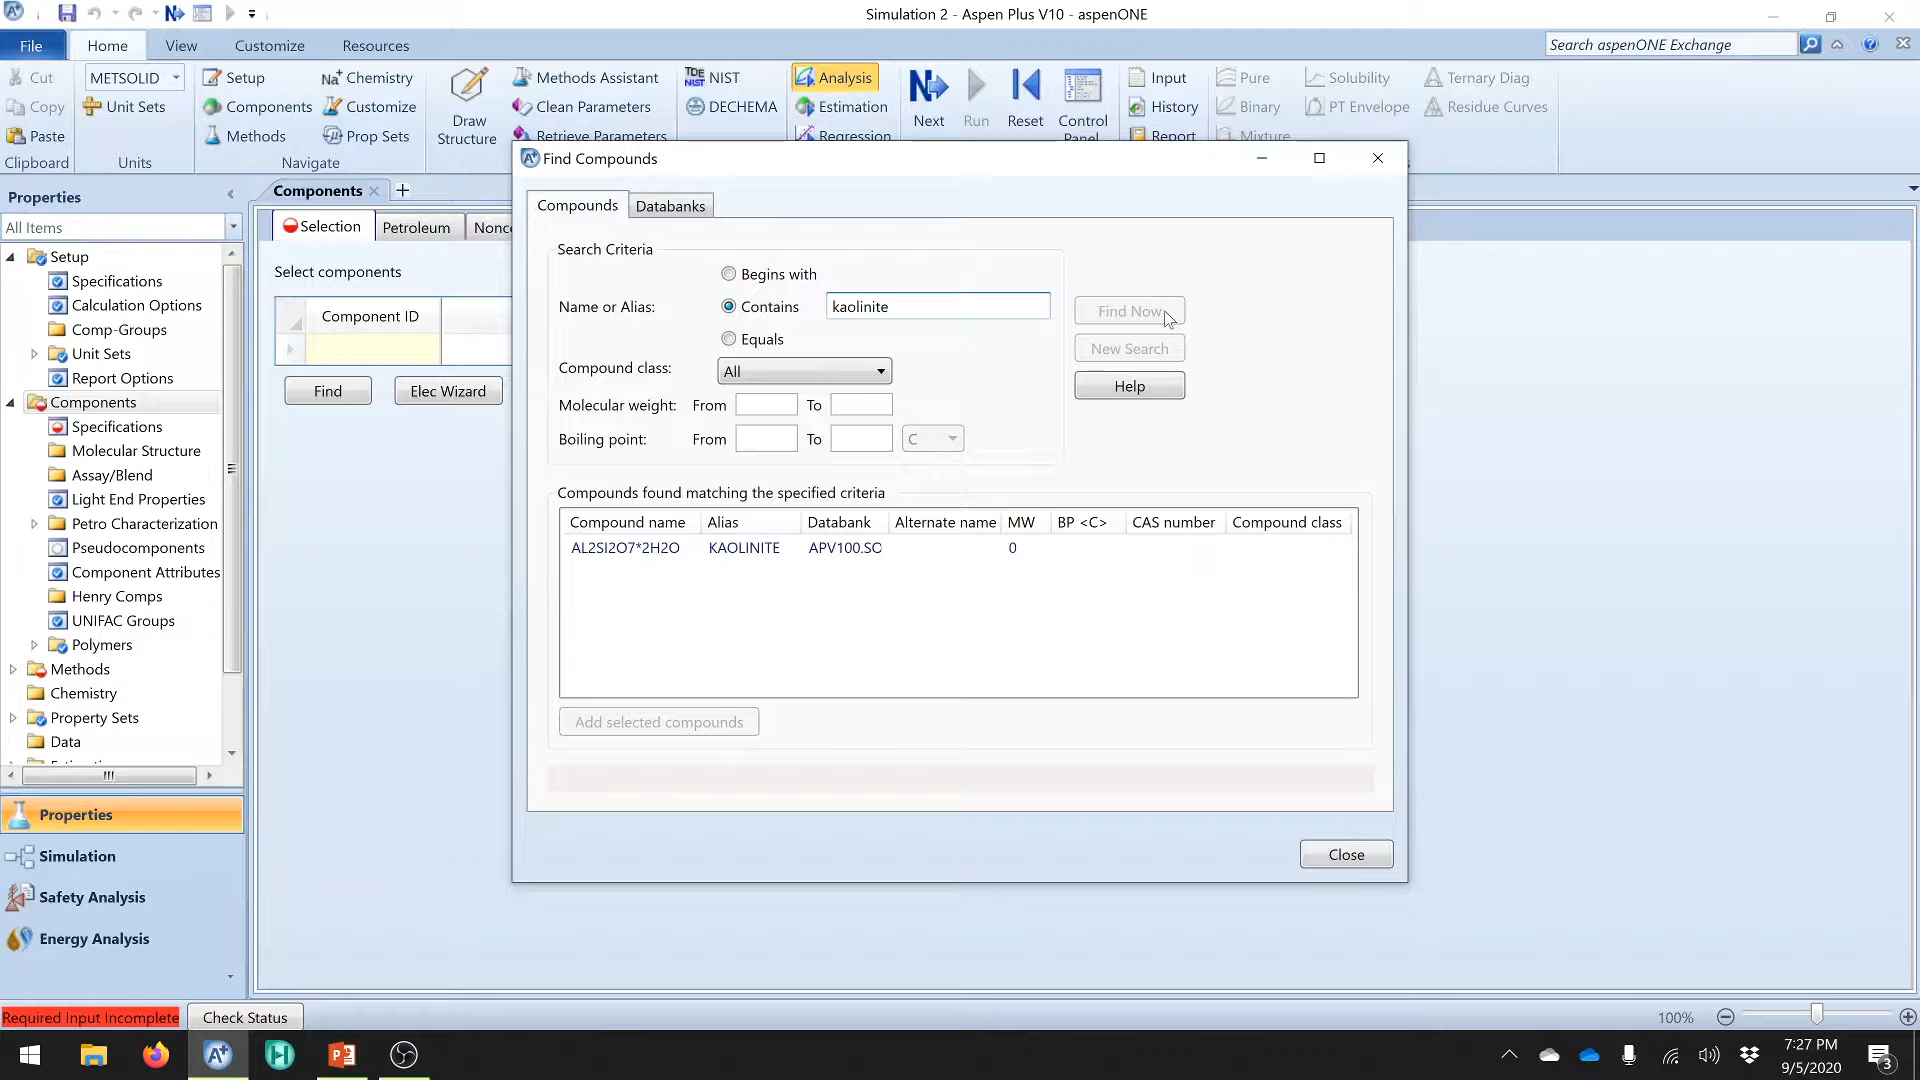 Simulation 2 - Aspen Plus V10 - aspenONE
File Home View Customize Resources
Search aspenONE Exchange
Cut METSOLID Setup Na+ Chemistry Methods Assistant TDE NIST NIST Analysis Input Pure Solubility Ternary Diag
Copy Unit Sets Components Customize Clean Parameters DECHEMA Estimation Next Run Reset Control Panel History Binary PT Envelope Residue Curves
Paste Methods Prop Sets Draw Structure Retrieve Parameters Regression Report Mixture
Clipboard Units Navigate
Find Compounds
Properties
Components
All Items
Selection Petroleum Nonc
Compounds Databanks
Setup
Specifications
Calculation Options
Comp-Groups
Unit Sets
Report Options
Components
Specifications
Molecular Structure
Assay/Blend
Light End Properties
Petro Characterization
Pseudocomponents
Component Attributes
Henry Comps
UNIFAC Groups
Polymers
Methods
Chemistry
Property Sets
Data
Properties
Simulation
Safety Analysis
Energy Analysis
Select components
Component ID
Find Elec Wizard
Search Criteria
Begins with
Name or Alias: Contains kaolinite Find Now
Equals New Search
Compound class: All Help
Molecular weight: From To
Boiling point: From To C
Compounds found matching the specified criteria
Compound name Alias Databank Alternate name MW BP <C> CAS number Compound class
AL2SI2O7*2H2O KAOLINITE APV100.SO 0
Add selected compounds
Close
Required Input Incomplete Check Status 100%
7:27 PM
9/5/2020
3